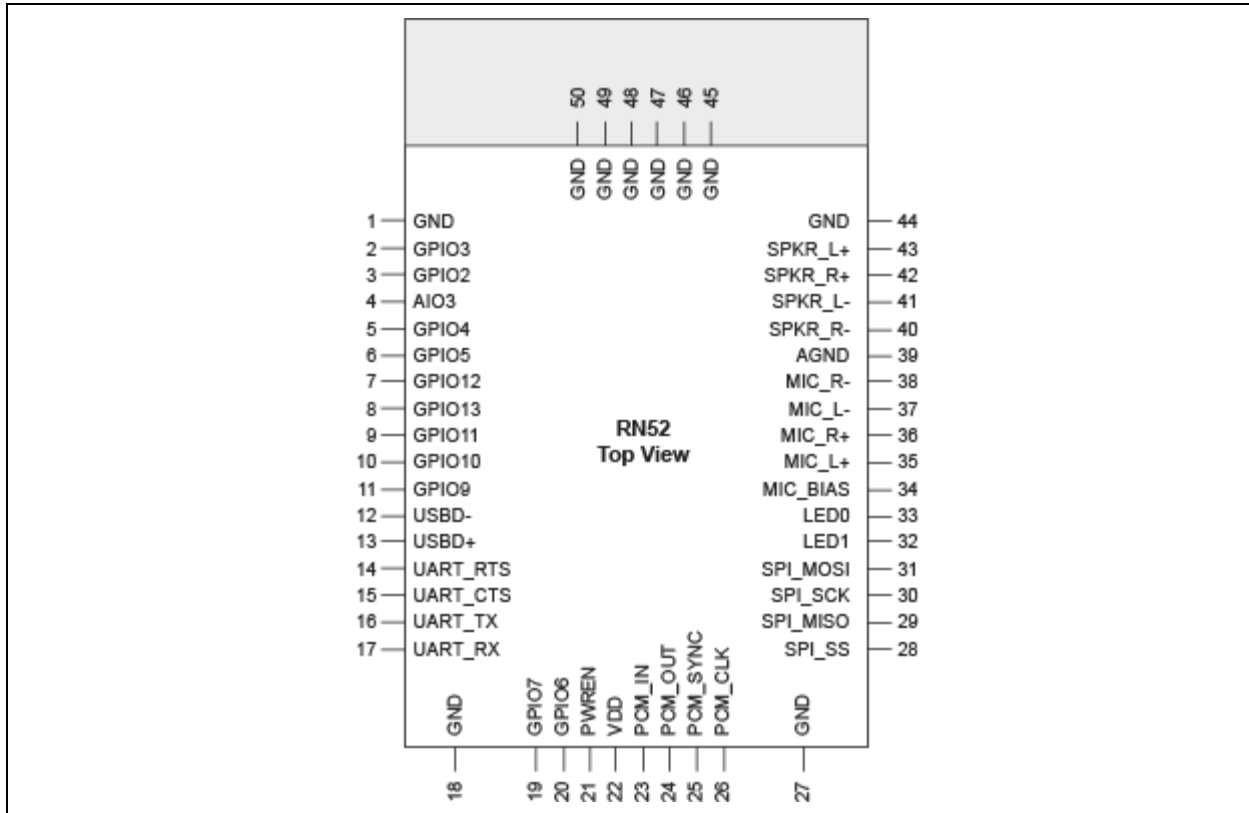 50 49 48 47 46 45
GND GND GND GND GND GND
1 GND GND 44
2 GPIO3 SPKR_L+ 43
3 GPIO2 SPKR_R+ 42
4 AIO3 SPKR_L- 41
5 GPIO4 SPKR_R- 40
6 GPIO5 AGND 39
7 GPIO12 MIC_R- 38
8 GPIO13 MIC_L- 37
9 GPIO11 MIC_R+ 36
RN52
Top View
10 GPIO10 MIC_L+ 35
11 GPIO9 MIC_BIAS 34
12 USBD- LED0 33
13 USBD+ LED1 32
14 UART_RTS SPI_MOSI 31
15 UART_CTS SPI_SCK 30
16 UART_TX SPI_MISO 29
17 UART_RX SPI_SS 28
GND GPIO7 GPIO6 PWREN VDD PCM_IN PCM_OUT PCM_SYNC PCM_CLK GND
18 19 20 21 22 23 24 25 26 27